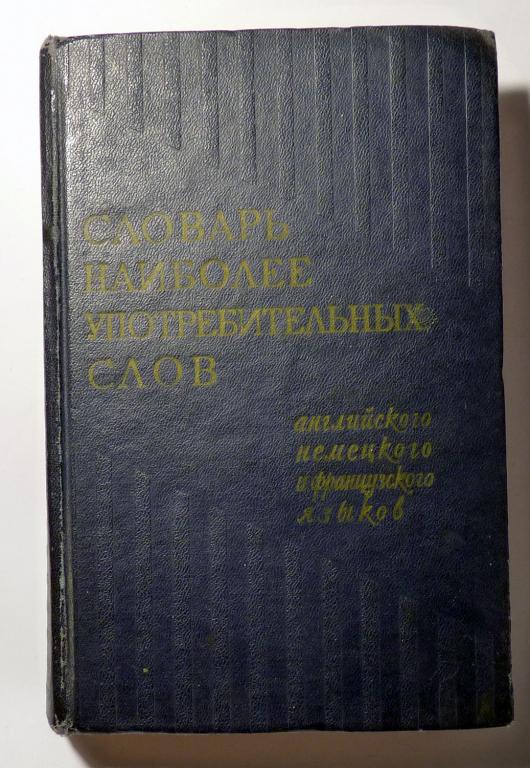 СЛОВАРЬ
НАИБОЛЕЕ
УПОТРЕБИТЕЛЬНЫХ
СЛОВ
английского
немецкого
и французского
языков